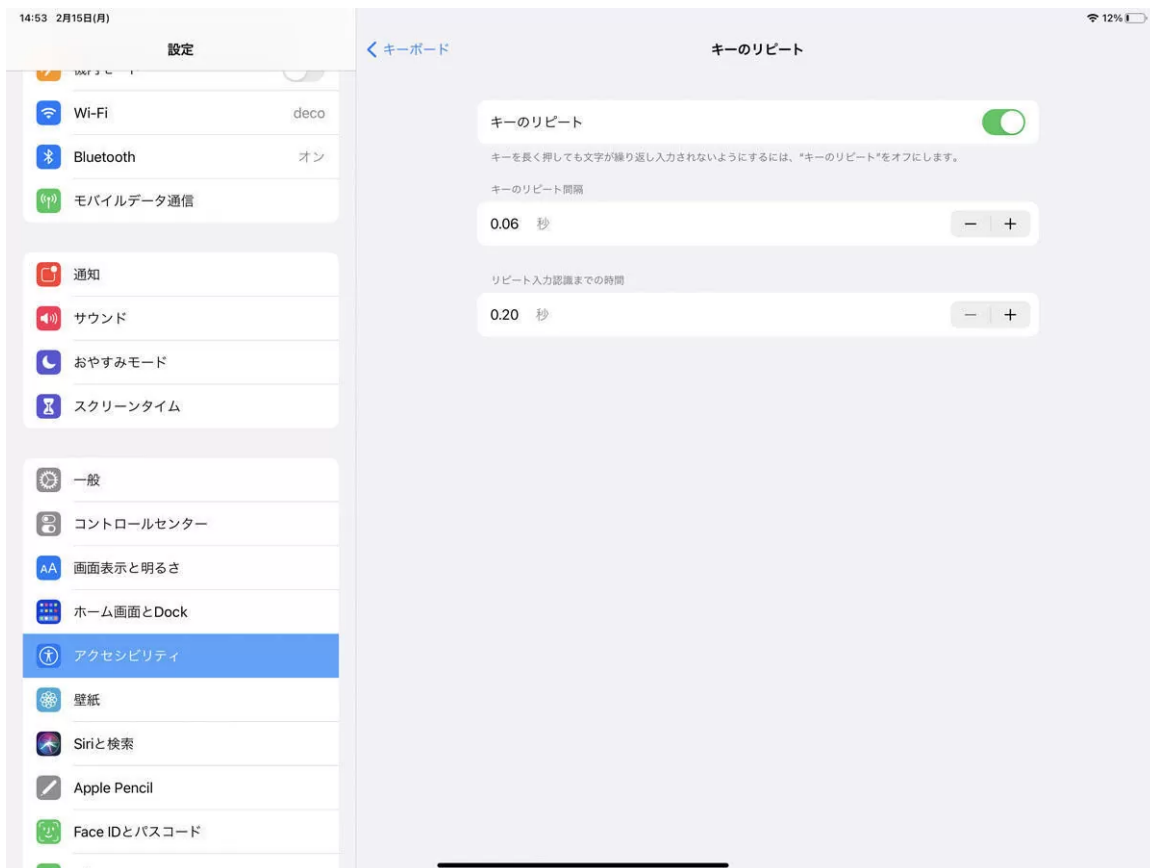 14:53 2月15日(月)
12%
設定
Wi-Fi
deco
Bluetooth
オン
モバイルデータ通信
通知
サウンド
おやすみモード
スクリーンタイム
一般
コントロールセンター
AA 画面表示と明るさ
ホーム画面とDock
アクセシビリティ
壁紙
Siriと検索
Apple Pencil
Face IDとパスコード
キーボード
キーのリピート
キーのリピート
キーを長く押しても文字が繰り返し入力されないようにするには、“キーのリピート”をオフにします。
キーのリピート間隔
0.06 秒
− +
リピート入力認識までの時間
0.20 秒
− +